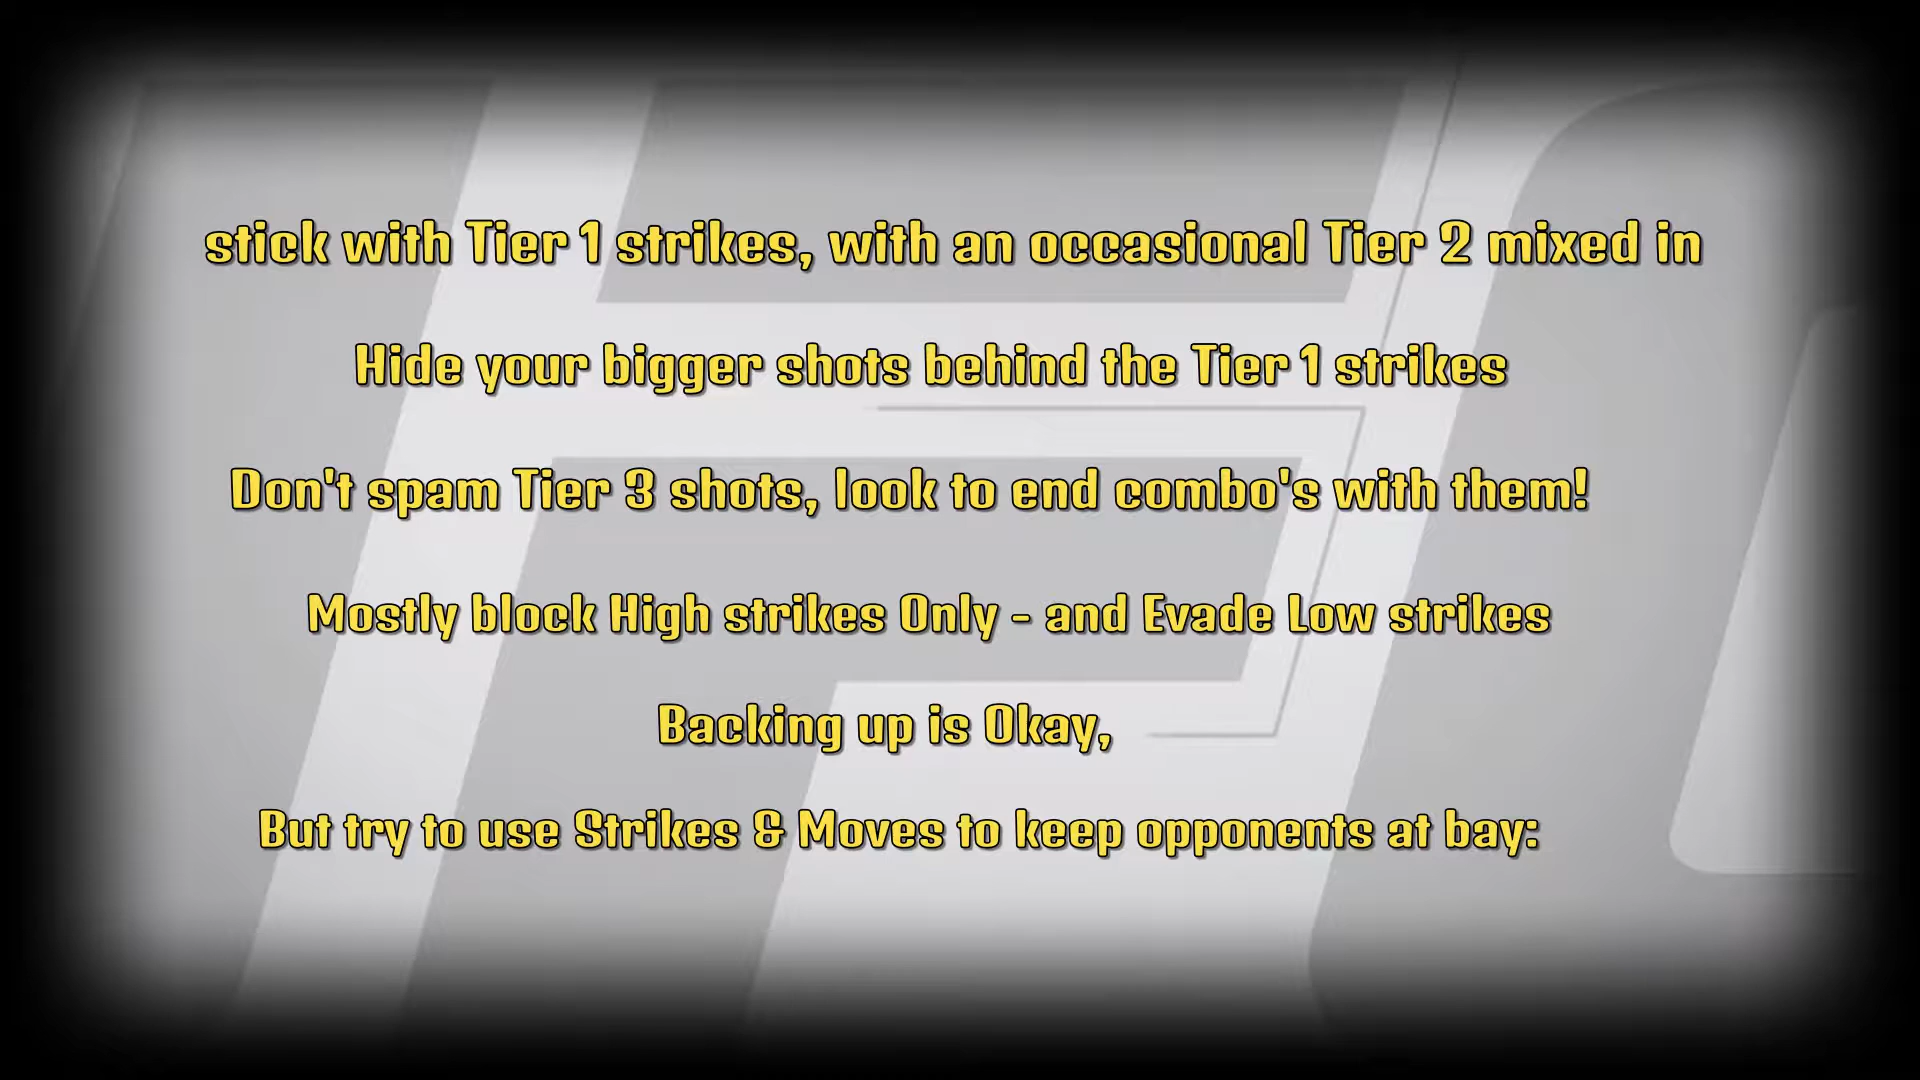 stick with Tier 1 strikes, with an occasional Tier 2 mixed in
Hide your bigger shots behind the Tier 1 strikes
Don't spam Tier 3 shots, look to end combo's with them!
Mostly block High strikes Only - and Evade Low strikes
Backing up is Okay,
But try to use Strikes & Moves to keep opponents at bay: